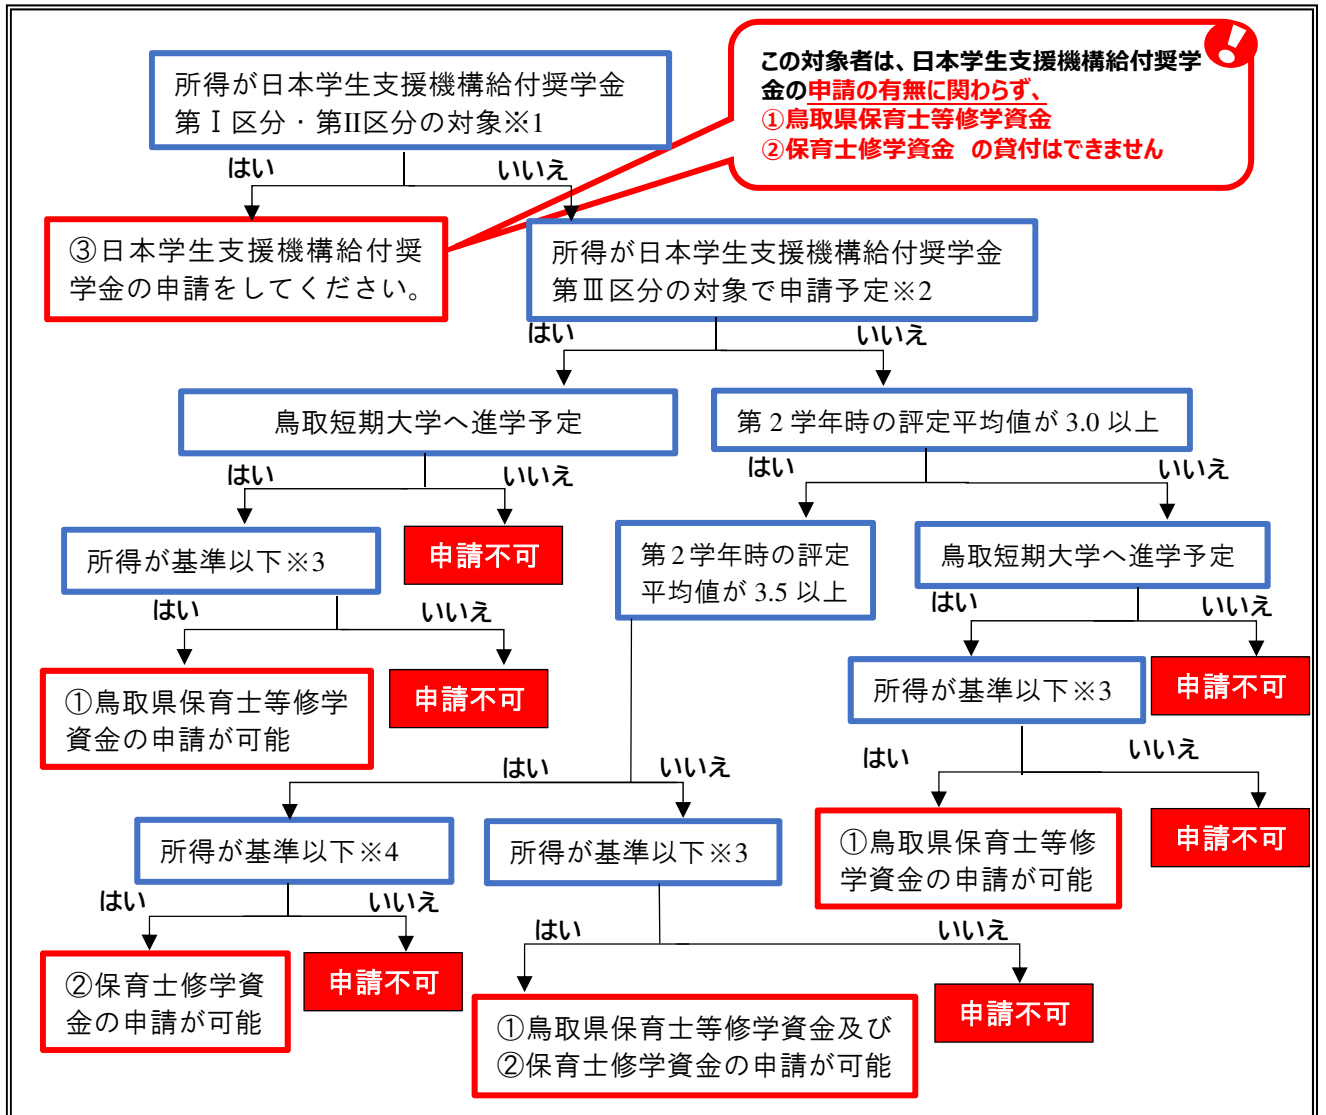 所得が日本学生支援機構給付奨学金
第Ⅰ区分・第II区分の対象※1
この対象者は、日本学生支援機構給付奨学
金の申請の有無に関わらず、
①鳥取県保育士等修学資金
②保育士修学資金　の貸付はできません
はい
いいえ
③日本学生支援機構給付奨
学金の申請をしてください。
所得が日本学生支援機構給付奨学金
第Ⅲ区分の対象で申請予定※2
はい
いいえ
鳥取短期大学へ進学予定
第２学年時の評定平均値が 3.0 以上
はい
いいえ
はい
いいえ
所得が基準以下※3
申請不可
第２学年時の評定
平均値が 3.5 以上
鳥取短期大学へ進学予定
はい
いいえ
はい
いいえ
①鳥取県保育士等修学
資金の申請が可能
申請不可
所得が基準以下※3
申請不可
はい
いいえ
はい
いいえ
所得が基準以下※4
所得が基準以下※3
①鳥取県保育士等修
学資金の申請が可能
申請不可
はい
いいえ
はい
いいえ
②保育士修学資
金の申請が可能
申請不可
①鳥取県保育士等修学資金及び
②保育士修学資金の申請が可能
申請不可